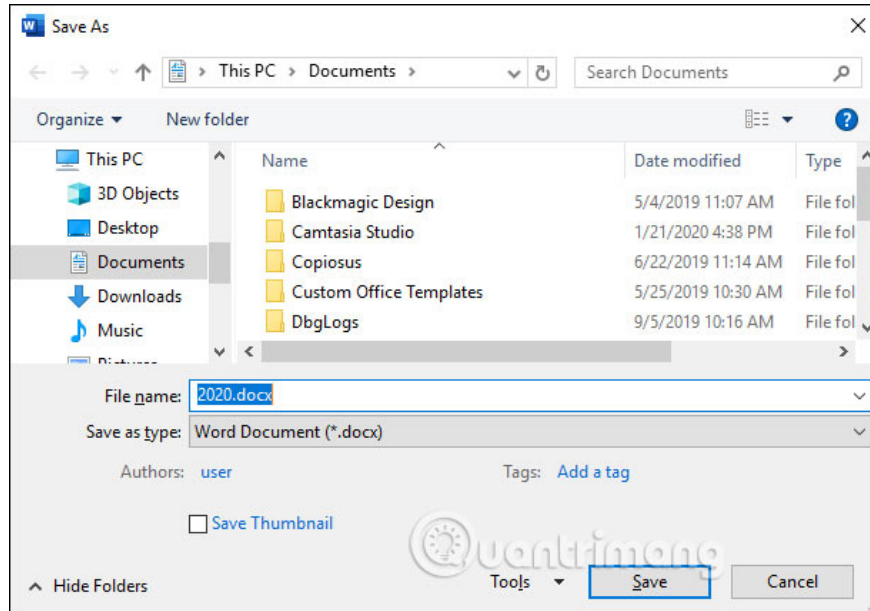 Save As
This PC > Documents >
Search Documents
Organize
New folder
This PC
3D Objects
Desktop
Documents
Downloads
Music
Pictures
Name
Date modified
Type
Blackmagic Design
5/4/2019 11:07 AM
File fol
Camtasia Studio
1/21/2020 4:38 PM
File fol
Copiosus
6/22/2019 11:14 AM
File fol
Custom Office Templates
5/25/2019 10:30 AM
File fol
DbgLogs
9/5/2019 10:16 AM
File fol
File name: 2020.docx
Save as type: Word Document (*.docx)
Authors: user
Tags: Add a tag
Save Thumbnail
Quantrimang
Hide Folders
Tools
Save
Cancel